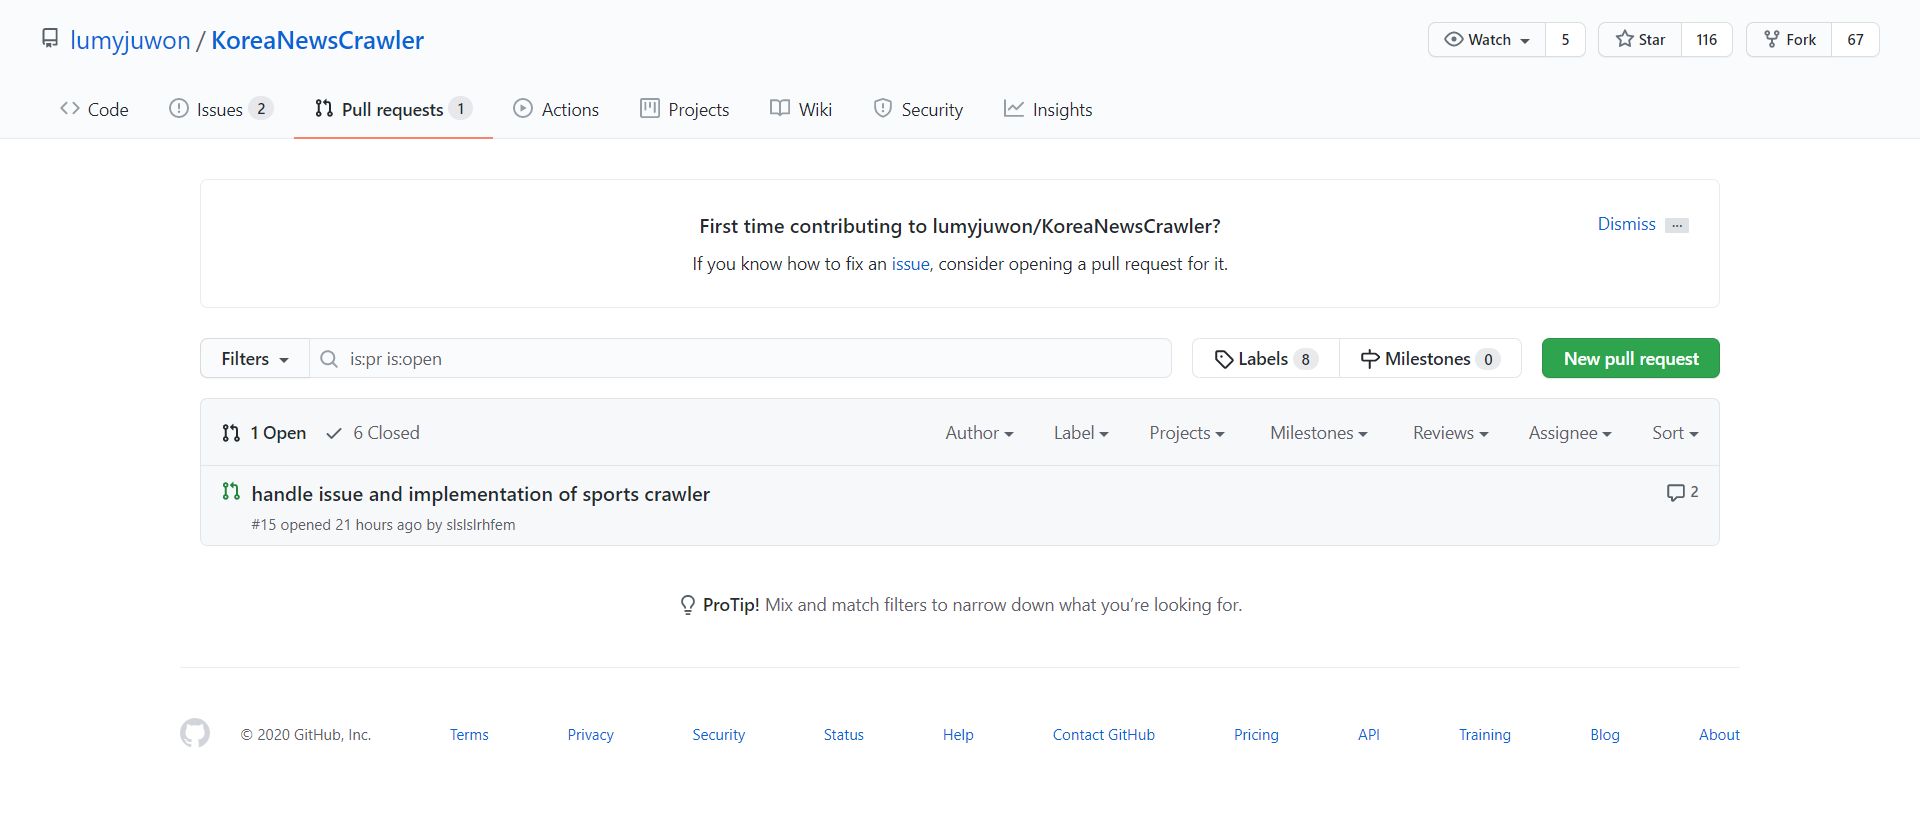 lumyjuwon / KoreaNewsCrawler
Watch 5 Star 116 Fork 67
Code Issues 2 Pull requests 1 Actions Projects Wiki Security Insights
First time contributing to lumyjuwon/KoreaNewsCrawler?
Dismiss ...
If you know how to fix an issue, consider opening a pull request for it.
Filters is:pr is:open Labels 8 Milestones 0 New pull request
1 Open 6 Closed Author Label Projects Milestones Reviews Assignee Sort
handle issue and implementation of sports crawler 2
#15 opened 21 hours ago by slslslrhfem
ProTip! Mix and match filters to narrow down what you’re looking for.
© 2020 GitHub, Inc. Terms Privacy Security Status Help Contact GitHub Pricing API Training Blog About